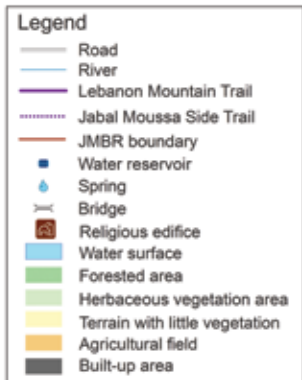 Legend
Road
River
Lebanon Mountain Trail
Jabal Moussa Side Trail
JMBR boundary
Water reservoir
Spring
Bridge
Religious edifice
Water surface
Forested area
Herbaceous vegetation area
Terrain with little vegetation
Agricultural field
Built-up area